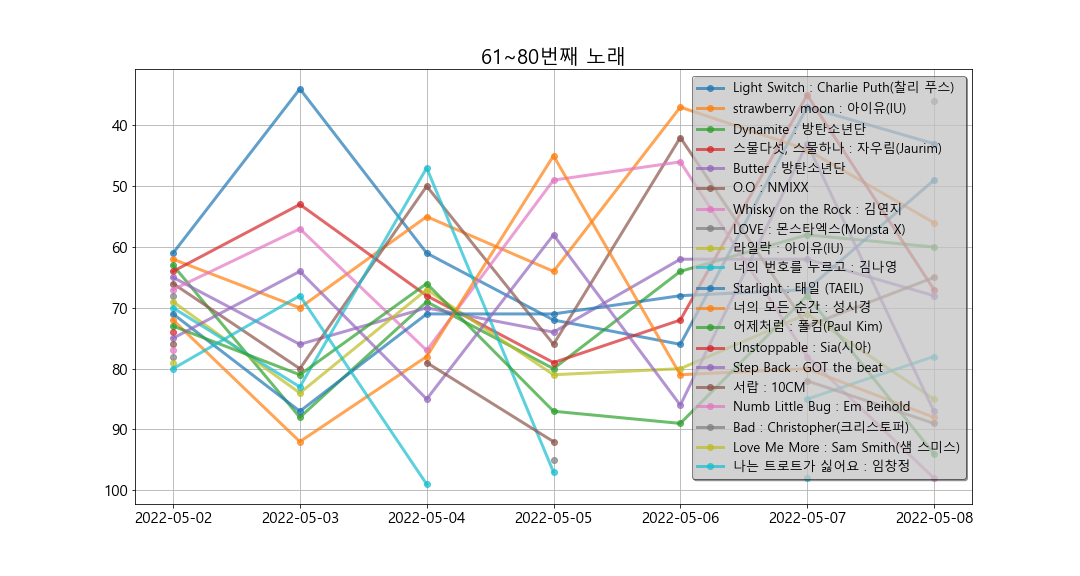 61~80번째 노래
40
50
60
70
80
90
100
2022-05-02
2022-05-03
2022-05-04
2022-05-05
2022-05-06
2022-05-07
2022-05-08
Light Switch : Charlie Puth(찰리 푸스)
strawberry moon : 아이유(IU)
Dynamite : 방탄소년단
스물다섯, 스물하나 : 자우림(Jaurim)
Butter : 방탄소년단
O.O : NMIXX
Whisky on the Rock : 김연지
LOVE : 몬스타엑스(Monsta X)
라일락 : 아이유(IU)
너의 번호를 누르고 : 김나영
Starlight : 태일 (TAEIL)
너의 모든 순간 : 성시경
어제처럼 : 폴킴(Paul Kim)
Unstoppable : Sia(시아)
Step Back : GOT the beat
서랍 : 10CM
Numb Little Bug : Em Beihold
Bad : Christopher(크리스토퍼)
Love Me More : Sam Smith(샘 스미스)
나는 트로트가 싫어요 : 임창정